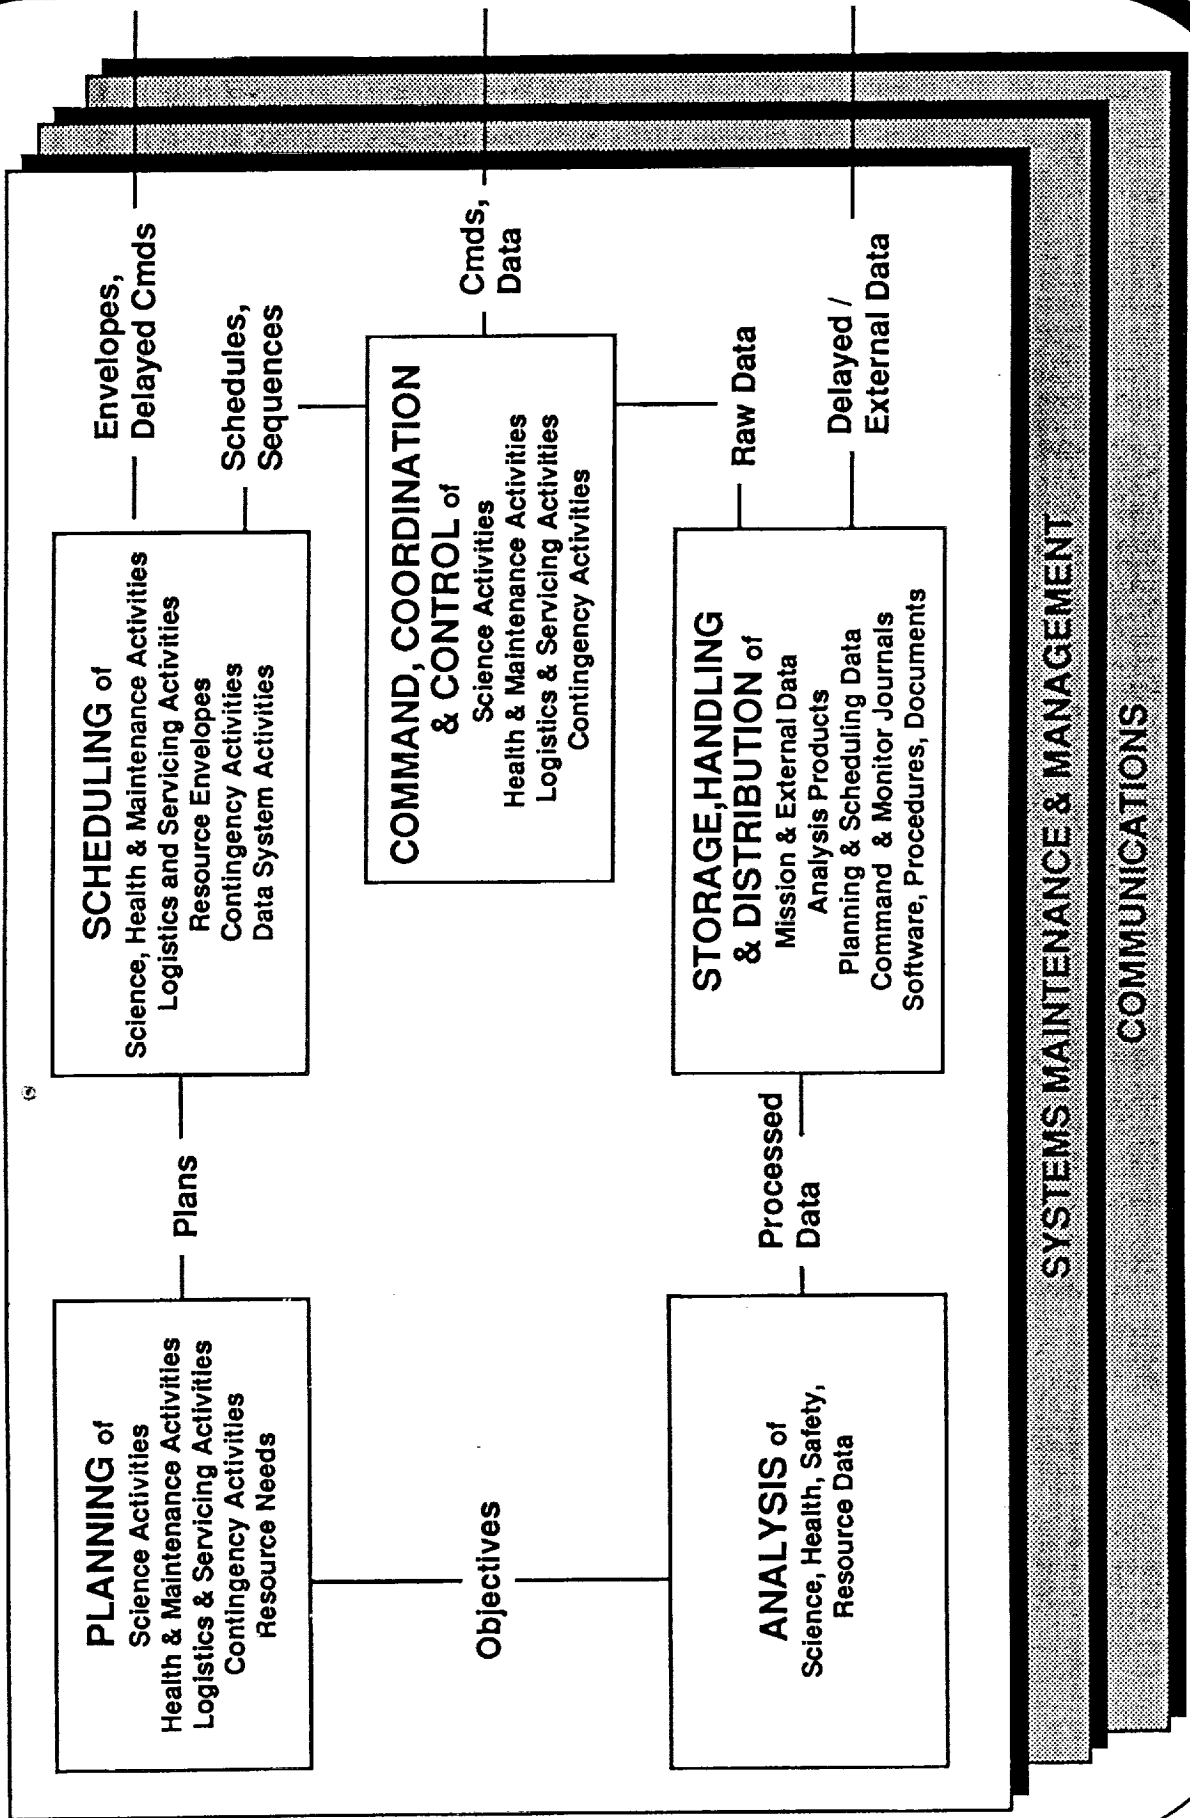 PLANNING of
Science Activities
Health & Maintenance Activities
Logistics & Servicing Activities
Contingency Activities
Resource Needs
Plans
SCHEDULING of
Science, Health & Maintenance Activities
Logistics and Servicing Activities
Resource Envelopes
Contingency Activities
Data System Activities
Envelopes,
Delayed Cmds
Schedules,
Sequences
COMMAND, COORDINATION
& CONTROL of
Science Activities
Health & Maintenance Activities
Logistics & Servicing Activities
Contingency Activities
Cmds,
Data
Objectives
ANALYSIS of
Science, Health, Safety,
Resource Data
Processed
Data
STORAGE,HANDLING
& DISTRIBUTION of
Mission & External Data
Analysis Products
Planning & Scheduling Data
Command & Monitor Journals
Software, Procedures, Documents
Raw Data
Delayed /
External Data
SYSTEMS MAINTENANCE & MANAGEMENT
COMMUNICATIONS